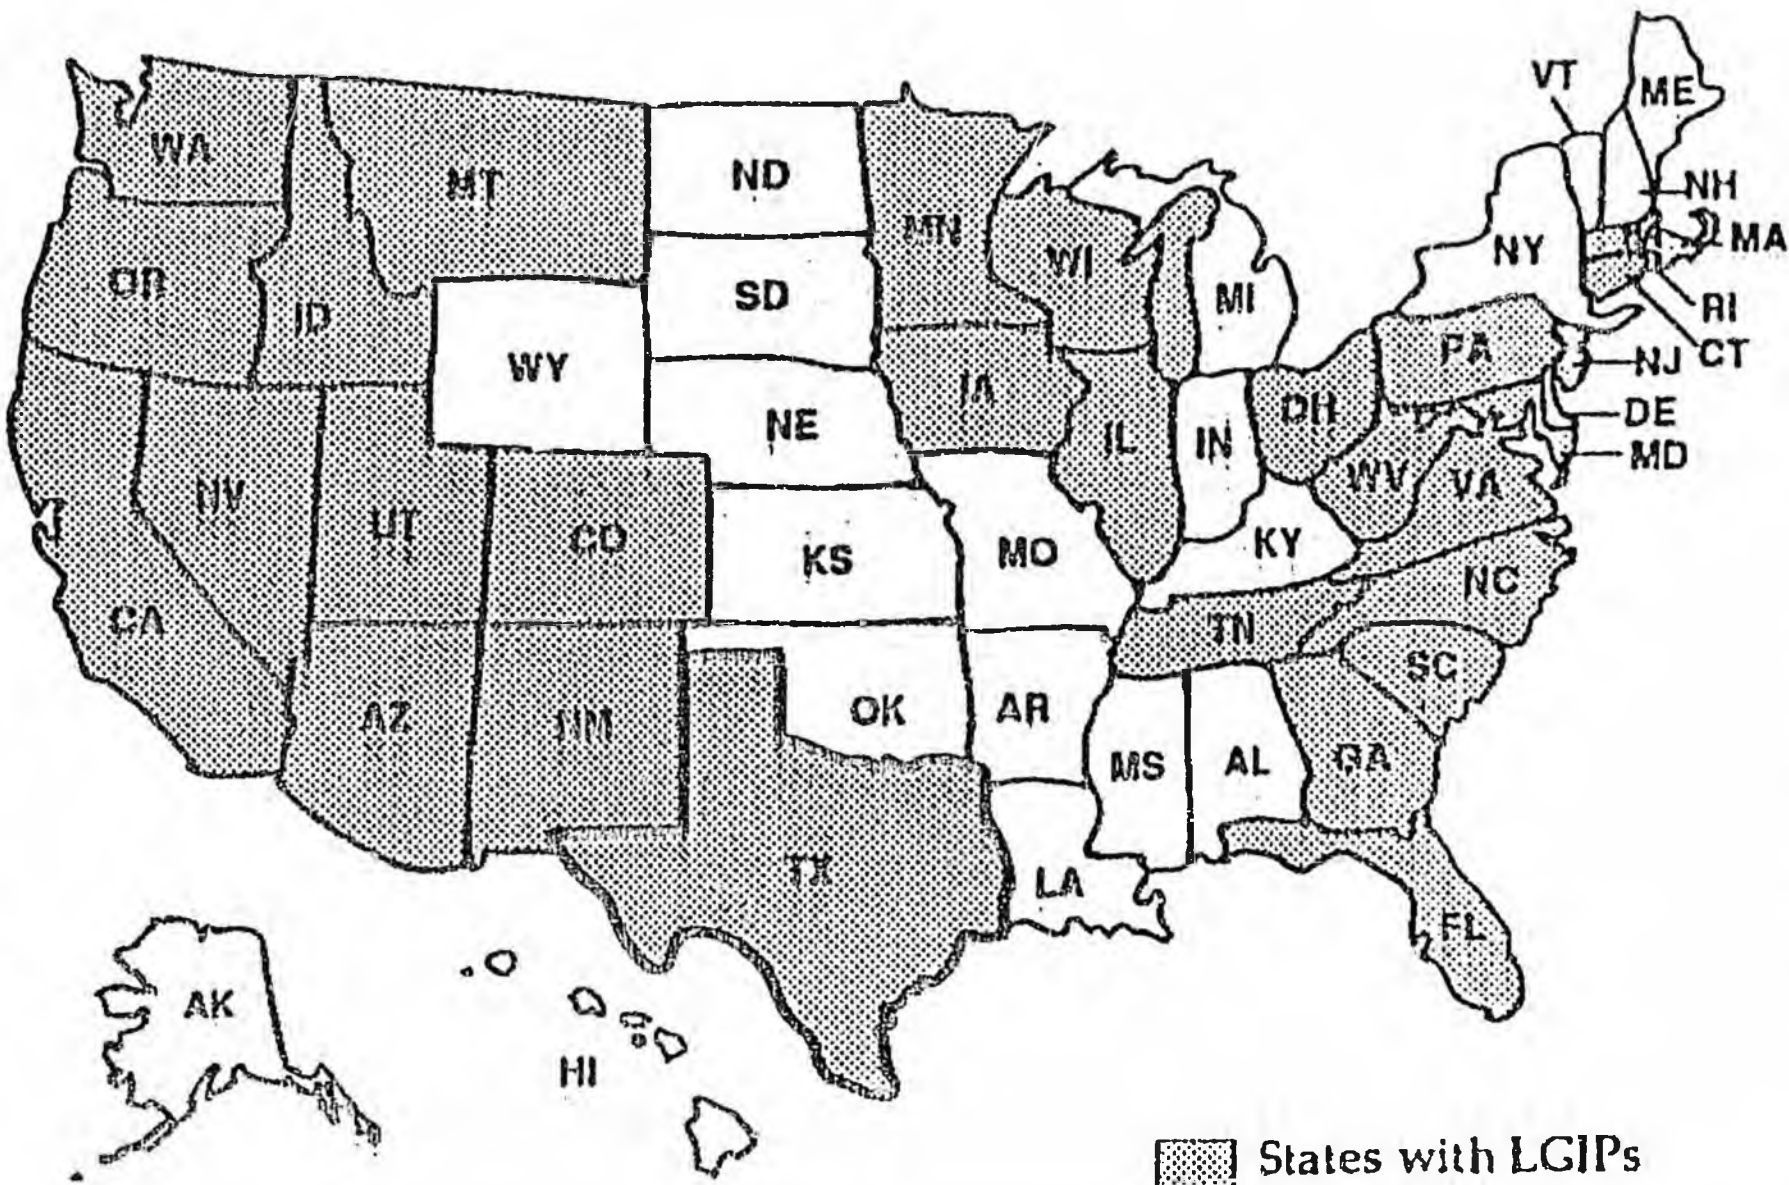 VT
ME
WA
MT
ND
NH
MN
NY
MA
OR
WI
SD
ID
MI
RI
PA
NJ
CT
WY
IA
OH
DE
NE
IL
IN
MD
NV
WV
VA
UT
CO
KS
MO
KY
NC
CA
TN
SC
AZ
NM
OK
AR
MS
AL
GA
TX
LA
FL
AK
HI
States with LGIPs